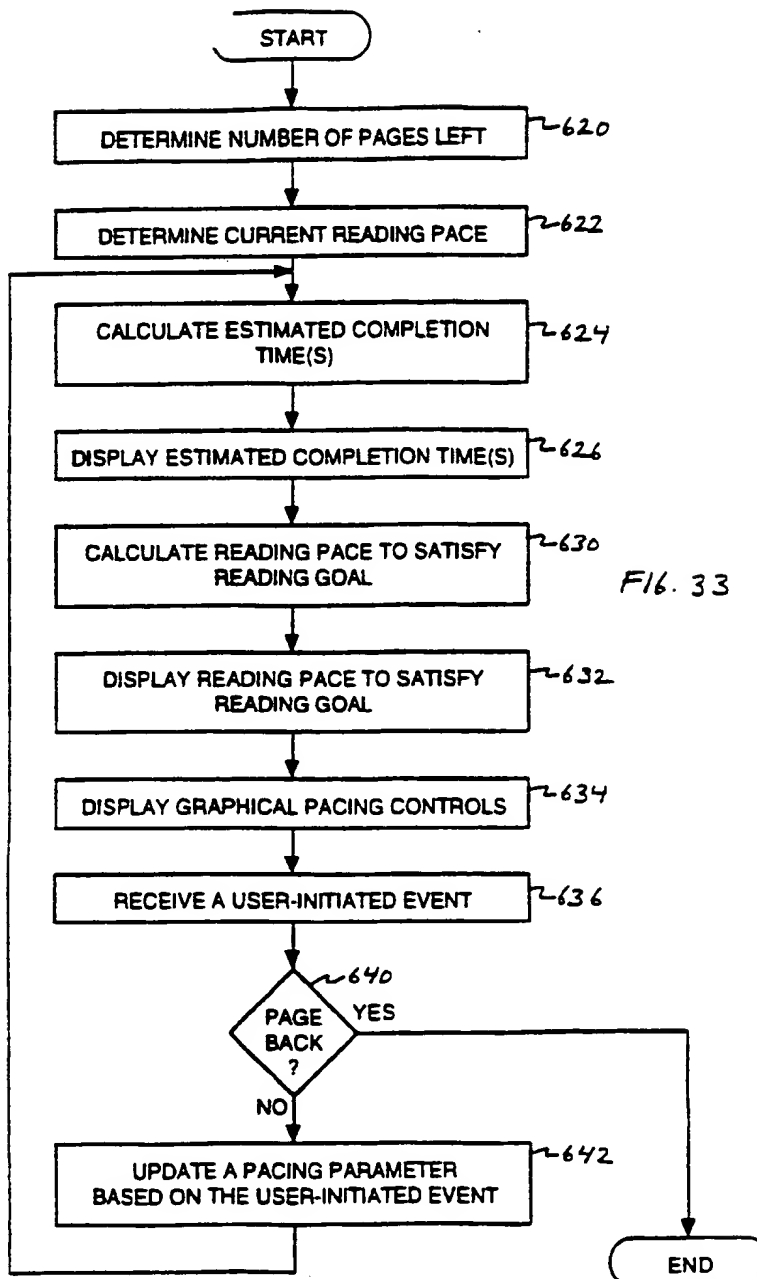 START
DETERMINE NUMBER OF PAGES LEFT
620
DETERMINE CURRENT READING PACE
622
CALCULATE ESTIMATED COMPLETION
TIME(S)
624
DISPLAY ESTIMATED COMPLETION TIME(S)
626
CALCULATE READING PACE TO SATISFY
READING GOAL
630
FIG. 33
DISPLAY READING PACE TO SATISFY
READING GOAL
632
DISPLAY GRAPHICAL PACING CONTROLS
634
RECEIVE A USER-INITIATED EVENT
636
640
PAGE
BACK
?
YES
NO
UPDATE A PACING PARAMETER
BASED ON THE USER-INITIATED EVENT
642
END